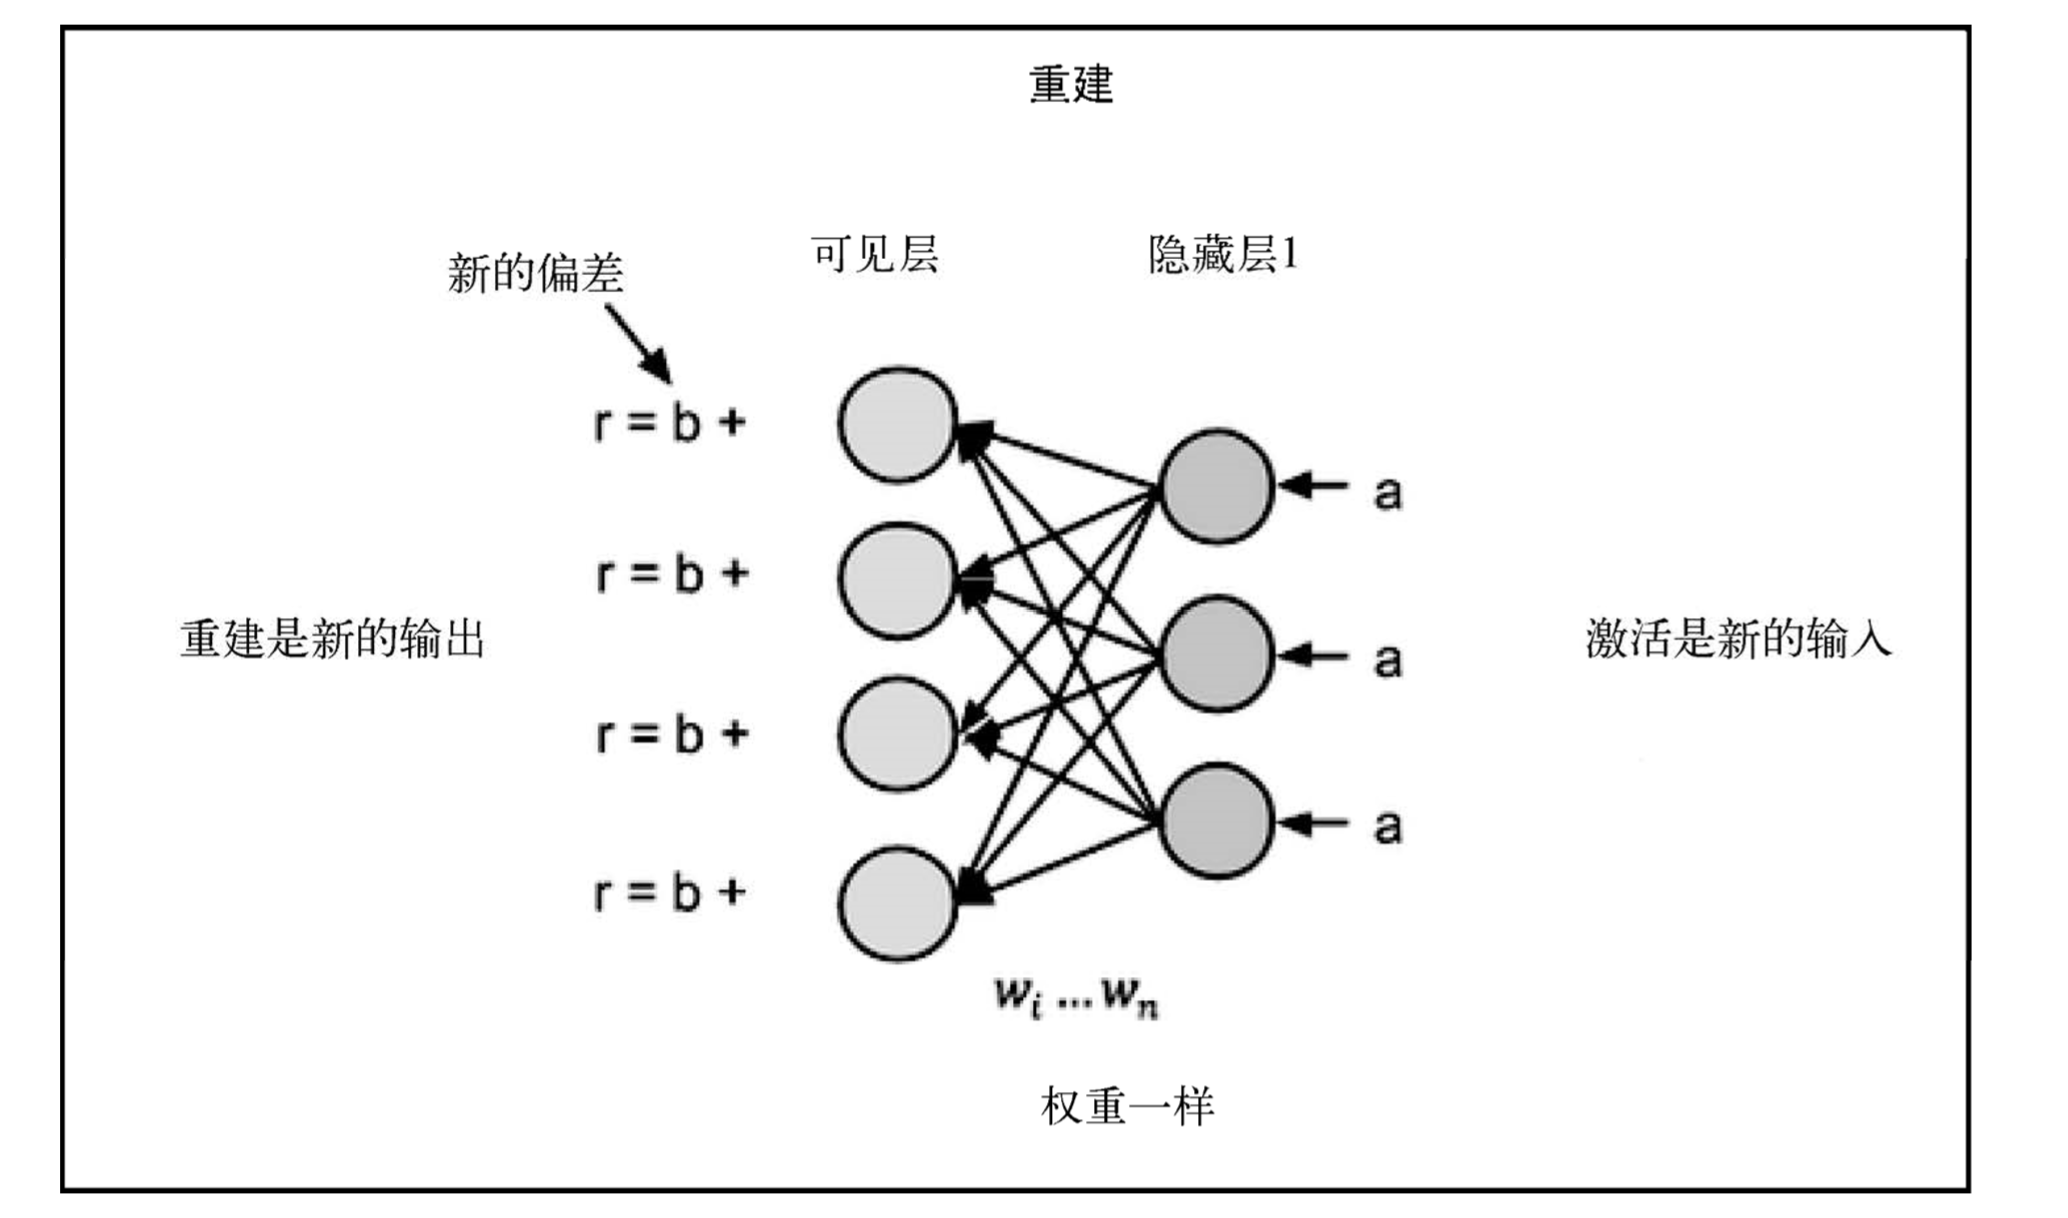 重建
可见层
隐藏层1
新的偏差
r = b +
a
r = b +
重建是新的输出
a
激活是新的输入
r = b +
a
r = b +
w_i ... w_n
权重一样